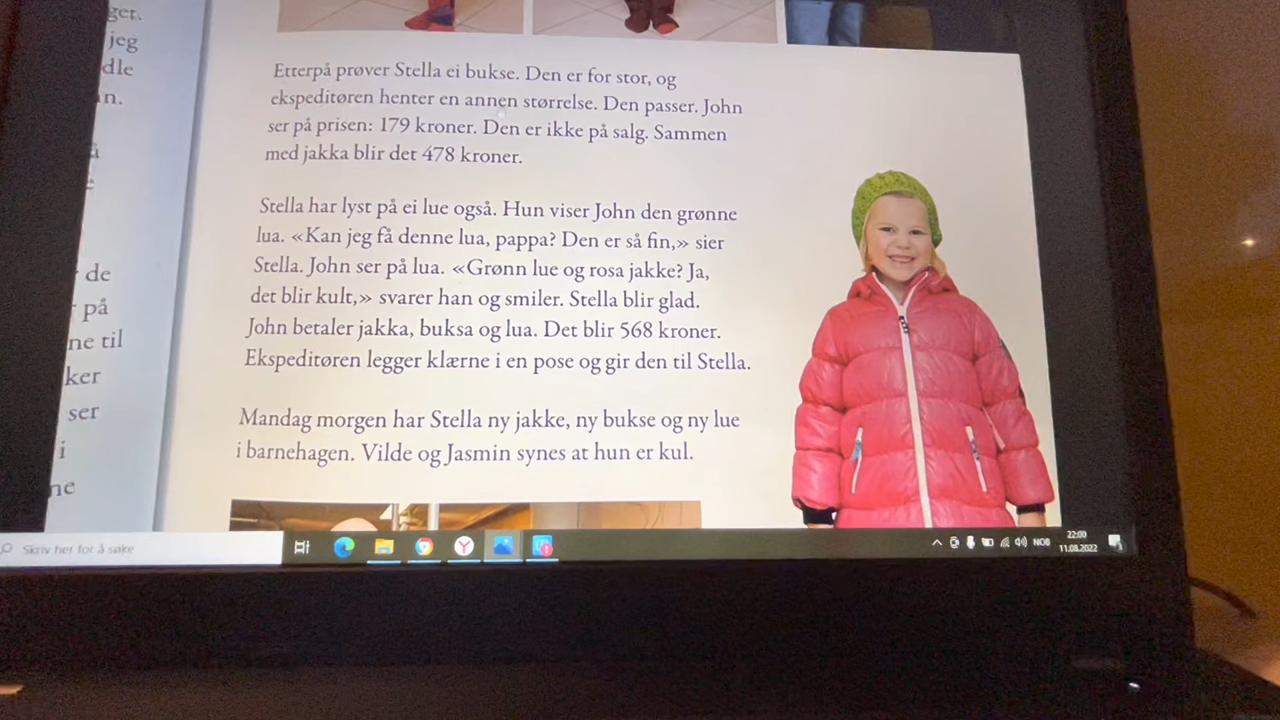 get.
jeg
dle
n.
å
de
på
ne til
ker
ser
i
ne
Etterpå prøver Stella ei bukse. Den er for stor, og
ekspeditøren henter en annen størrelse. Den passer. John
ser på prisen: 179 kroner. Den er ikke på salg. Sammen
med jakka blir det 478 kroner.
Stella har lyst på ei lue også. Hun viser John den grønne
lua. «Kan jeg få denne lua, pappa? Den er så fin,» sier
Stella. John ser på lua. «Grønn lue og rosa jakke? Ja,
det blir kult,» svarer han og smiler. Stella blir glad.
John betaler jakka, buksa og lua. Det blir 568 kroner.
Ekspeditøren legger klærne i en pose og gir den til Stella.
Mandag morgen har Stella ny jakke, ny bukse og ny lue
i barnehagen. Vilde og Jasmin synes at hun er kul.
Skriv her for å søke
NOB
22:00
11.08.2022